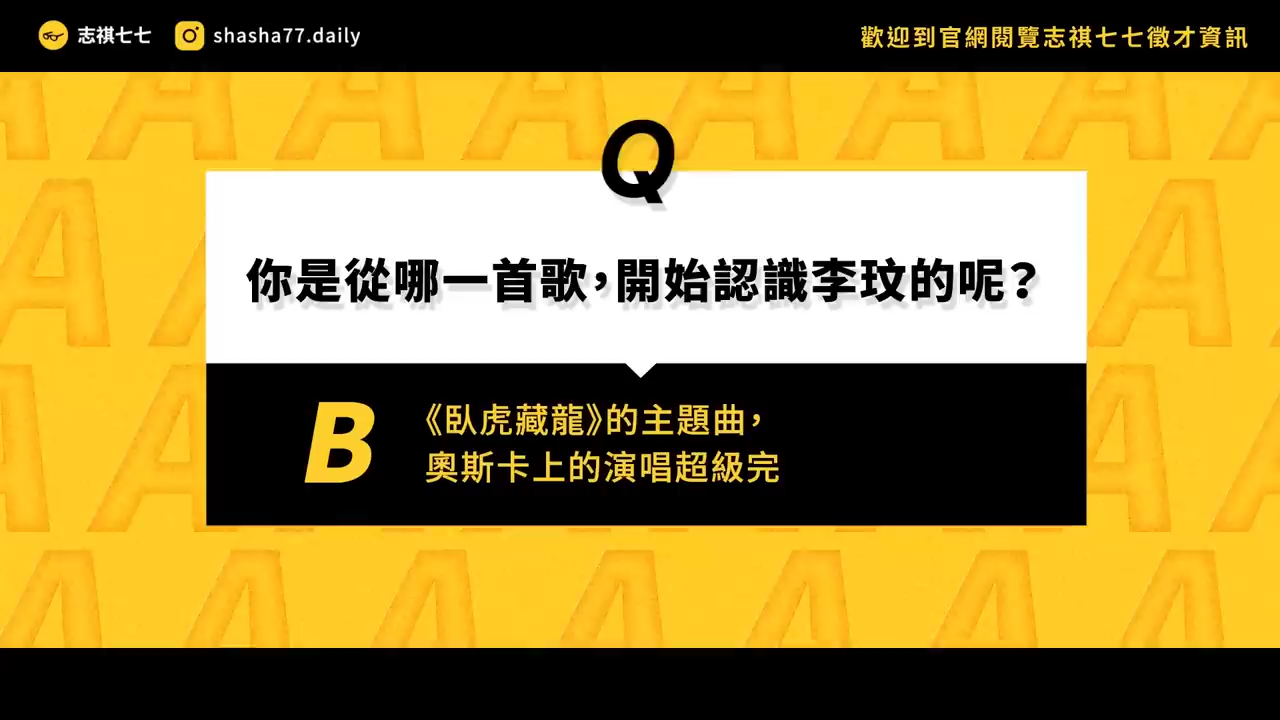 志祺七七
shasha77.daily
歡迎到官網閱覽志祺七七徵才資訊
Q
你是從哪一首歌，開始認識李玟的呢？
B
《臥虎藏龍》的主題曲，
奧斯卡上的演唱超級完